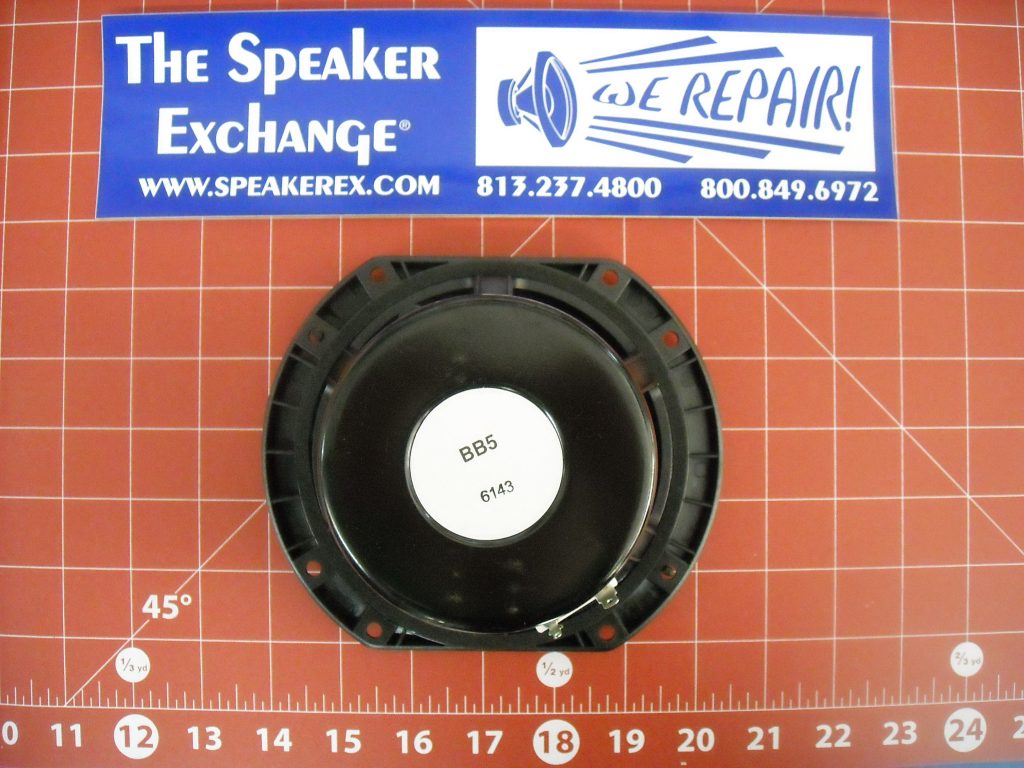 THE SPEAKER
EXCHANGE®
WE REPAIR!
WWW.SPEAKEREX.COM 813.237.4800 800.849.6972
BB5
6143
45°
1/3 yd 1/2 yd 2/3 yd
0 11 12 13 14 15 16 17 18 19 20 21 22 23 24 2